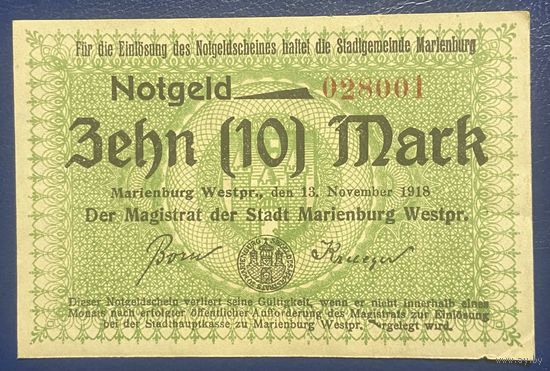 Für die Einlösung des Notgeldscheines haftet die Stadtgemeinde Marienburg
Notgeld 028001
Zehn (10) Mark
Marienburg Westpr., den 13. November 1918
Der Magistrat der Stadt Marienburg Westpr.
Born Krueger
Dieser Notgeldschein verliert seine Gültigkeit, wenn er nicht innerhalb eines
Monats nach erfolgter öffentlicher Aufforderung des Magistrats zur Einlösung
bei der Stadthauptkasse zu Marienburg Westpr. vorgelegt wird.